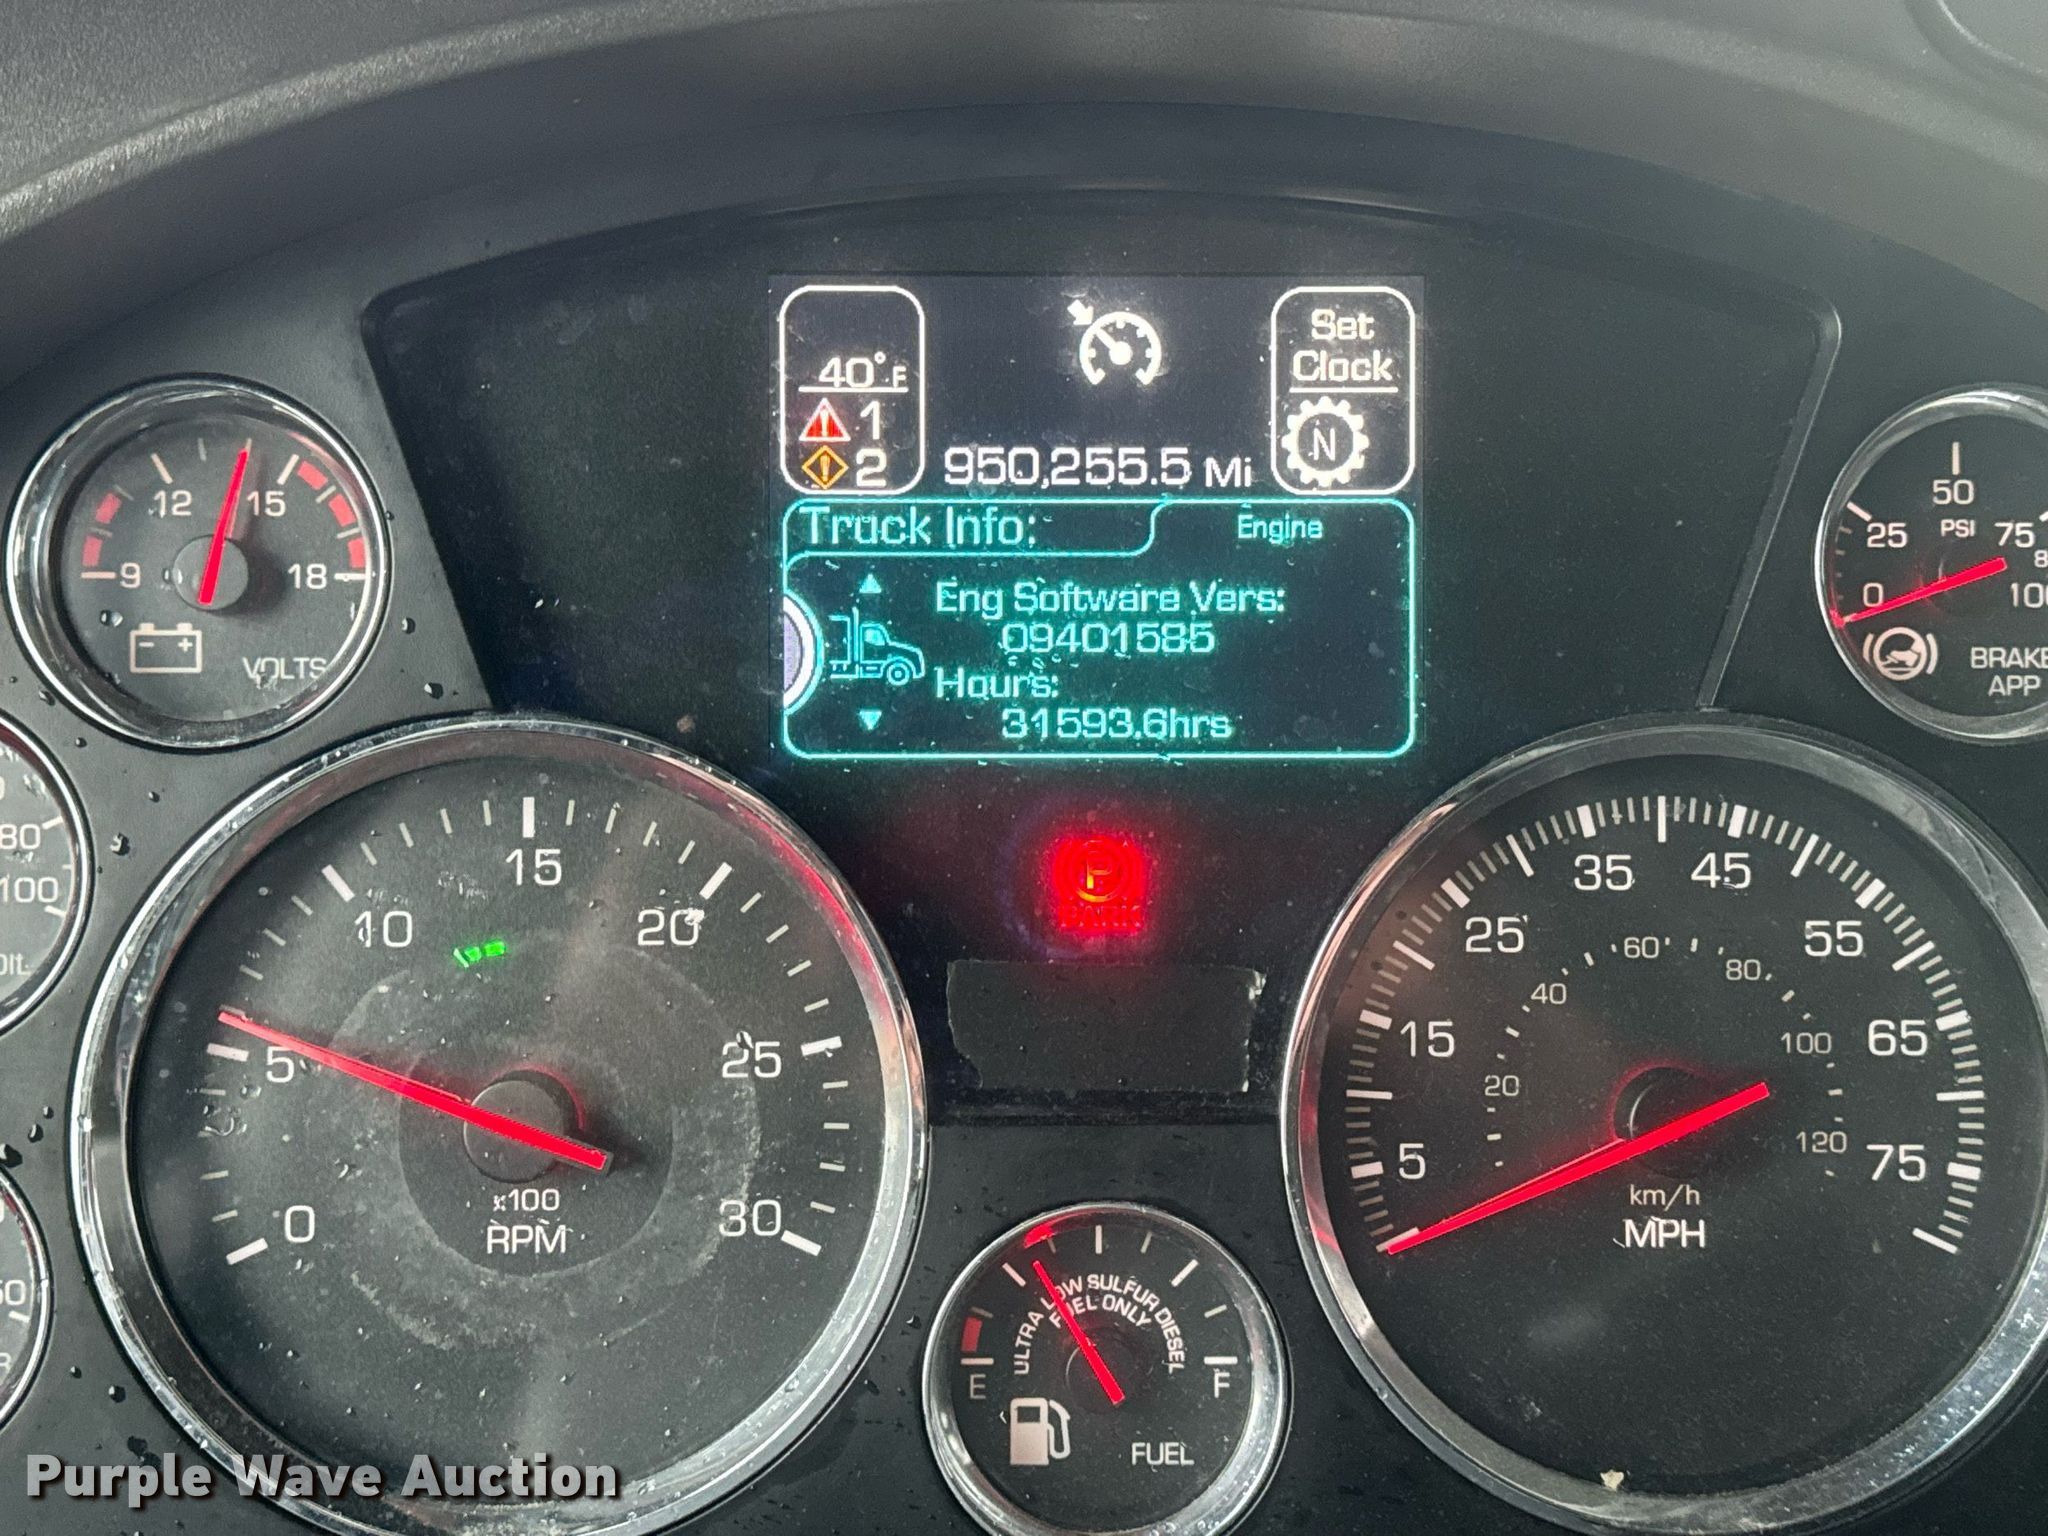 40°F
1
2
950,255.5 Mi
Set
Clock
N
Truck Info:
Engine
Eng Software Vers:
09401585
Hours:
31593.6hrs
9
12
15
18
- +
VOLTS
0
25
50
75
100
PSI
BRAKE
APP
80
100
0
5
10
15
20
25
30
x100
RPM
P
PARK
5
15
25
35
45
55
65
75
20
40
60
80
100
120
km/h
MPH
ULTRA LOW SULFUR DIESEL
FUEL ONLY
E
F
FUEL
Purple Wave Auction